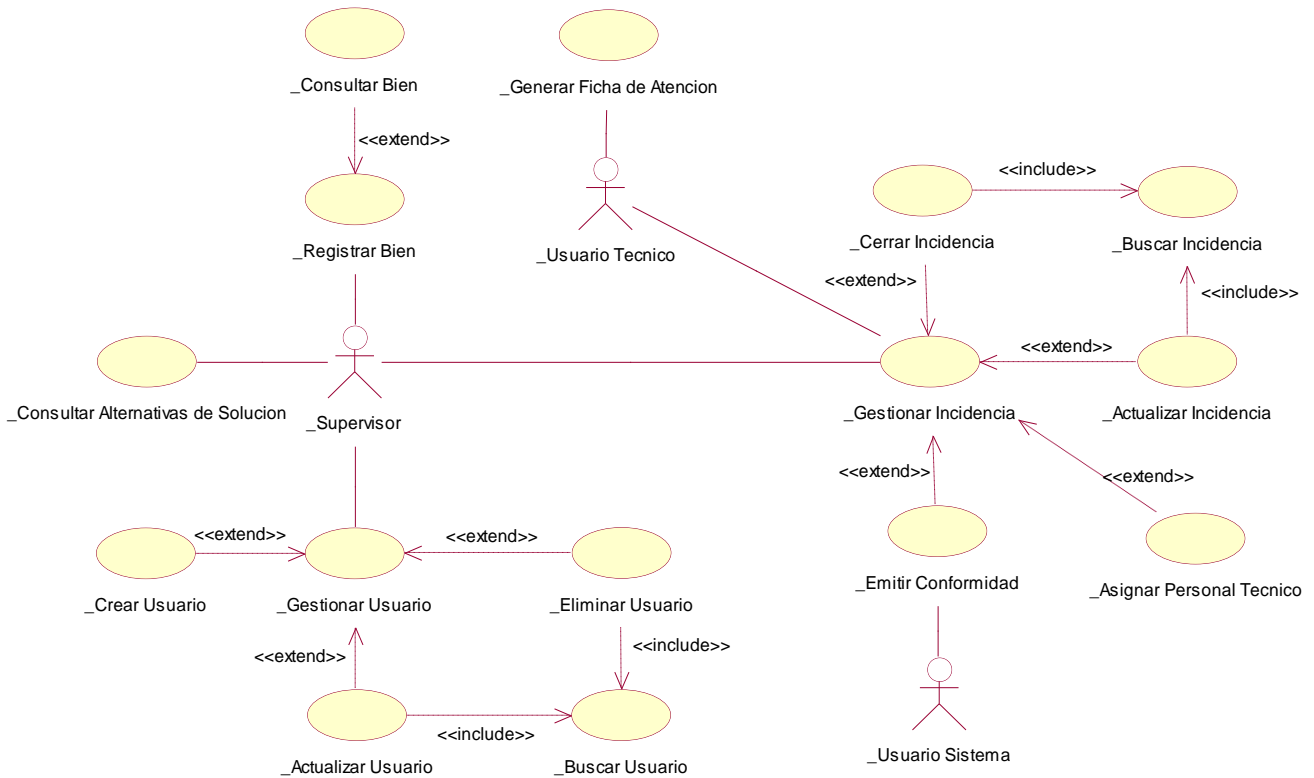 _Consultar Bien
_Generar Ficha de Atencion
<<extend>>
<<include>>
_Registrar Bien
_Usuario Tecnico
_Cerrar Incidencia
_Buscar Incidencia
<<extend>>
<<include>>
<<extend>>
_Consultar Alternativas de Solucion
_Supervisor
_Gestionar Incidencia
_Actualizar Incidencia
<<extend>>
<<extend>>
<<extend>>
<<extend>>
_Crear Usuario
_Gestionar Usuario
_Eliminar Usuario
_Emitir Conformidad
_Asignar Personal Tecnico
<<extend>>
<<include>>
<<include>>
_Actualizar Usuario
_Buscar Usuario
_Usuario Sistema